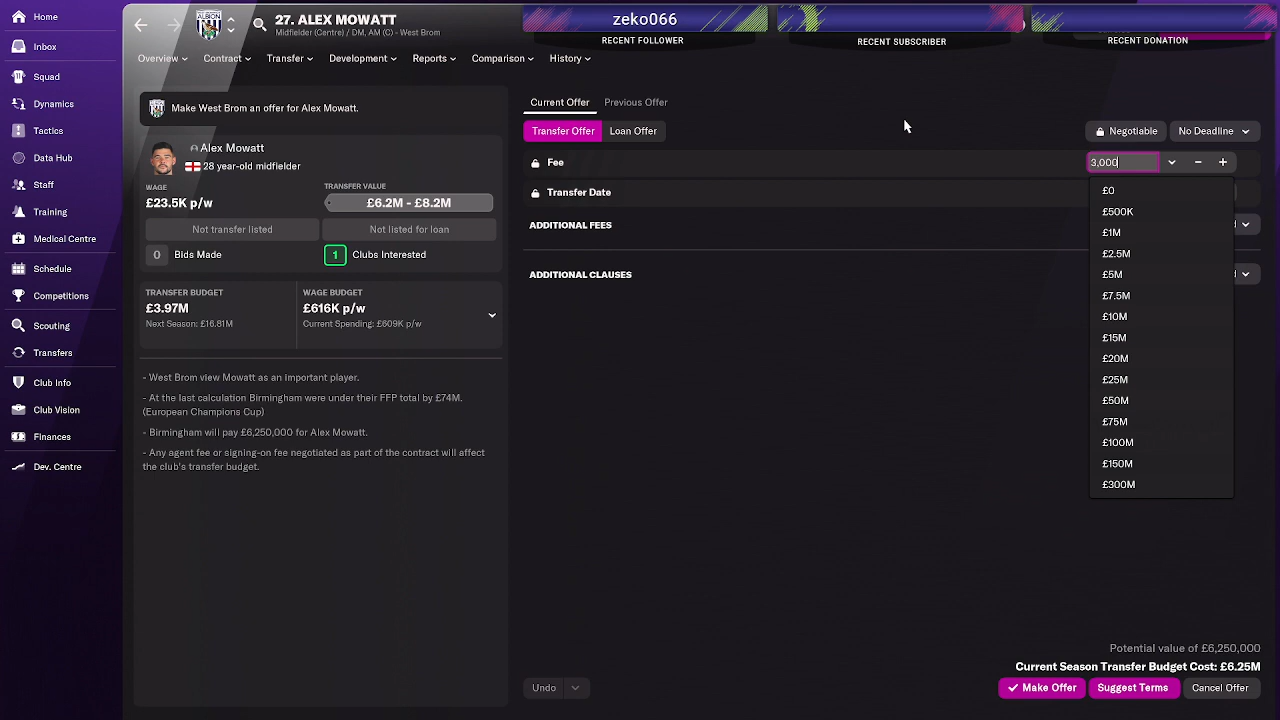 Home
Inbox
Squad
Dynamics
Tactics
Data Hub
Staff
Training
Medical Centre
Schedule
Competitions
Scouting
Transfers
Club Info
Club Vision
Finances
Dev. Centre
ALBION
27. ALEX MOWATT
Midfielder (Centre) / DM, AM (C) - West Brom
zeko066
RECENT FOLLOWER
RECENT SUBSCRIBER
RECENT DONATION
Overview
Contract
Transfer
Development
Reports
Comparison
History
Make West Brom an offer for Alex Mowatt.
Alex Mowatt
28 year-old midfielder
WAGE
£23.5K p/w
TRANSFER VALUE
£6.2M - £8.2M
Not transfer listed
Not listed for loan
0 Bids Made
1 Clubs Interested
TRANSFER BUDGET
£3.97M
Next Season: £16.81M
WAGE BUDGET
£616K p/w
Current Spending: £609K p/w
- West Brom view Mowatt as an important player.
- At the last calculation Birmingham were under their FFP total by £74M.
(European Champions Cup)
- Birmingham will pay £6,250,000 for Alex Mowatt.
- Any agent fee or signing-on fee negotiated as part of the contract will affect
the club's transfer budget.
Current Offer
Previous Offer
Transfer Offer
Loan Offer
Negotiable
No Deadline
Fee
3,000
Transfer Date
ADDITIONAL FEES
ADDITIONAL CLAUSES
£0
£500K
£1M
£2.5M
£5M
£7.5M
£10M
£15M
£20M
£25M
£50M
£75M
£100M
£150M
£300M
Potential value of £6,250,000
Current Season Transfer Budget Cost: £6.25M
Undo
Make Offer
Suggest Terms
Cancel Offer